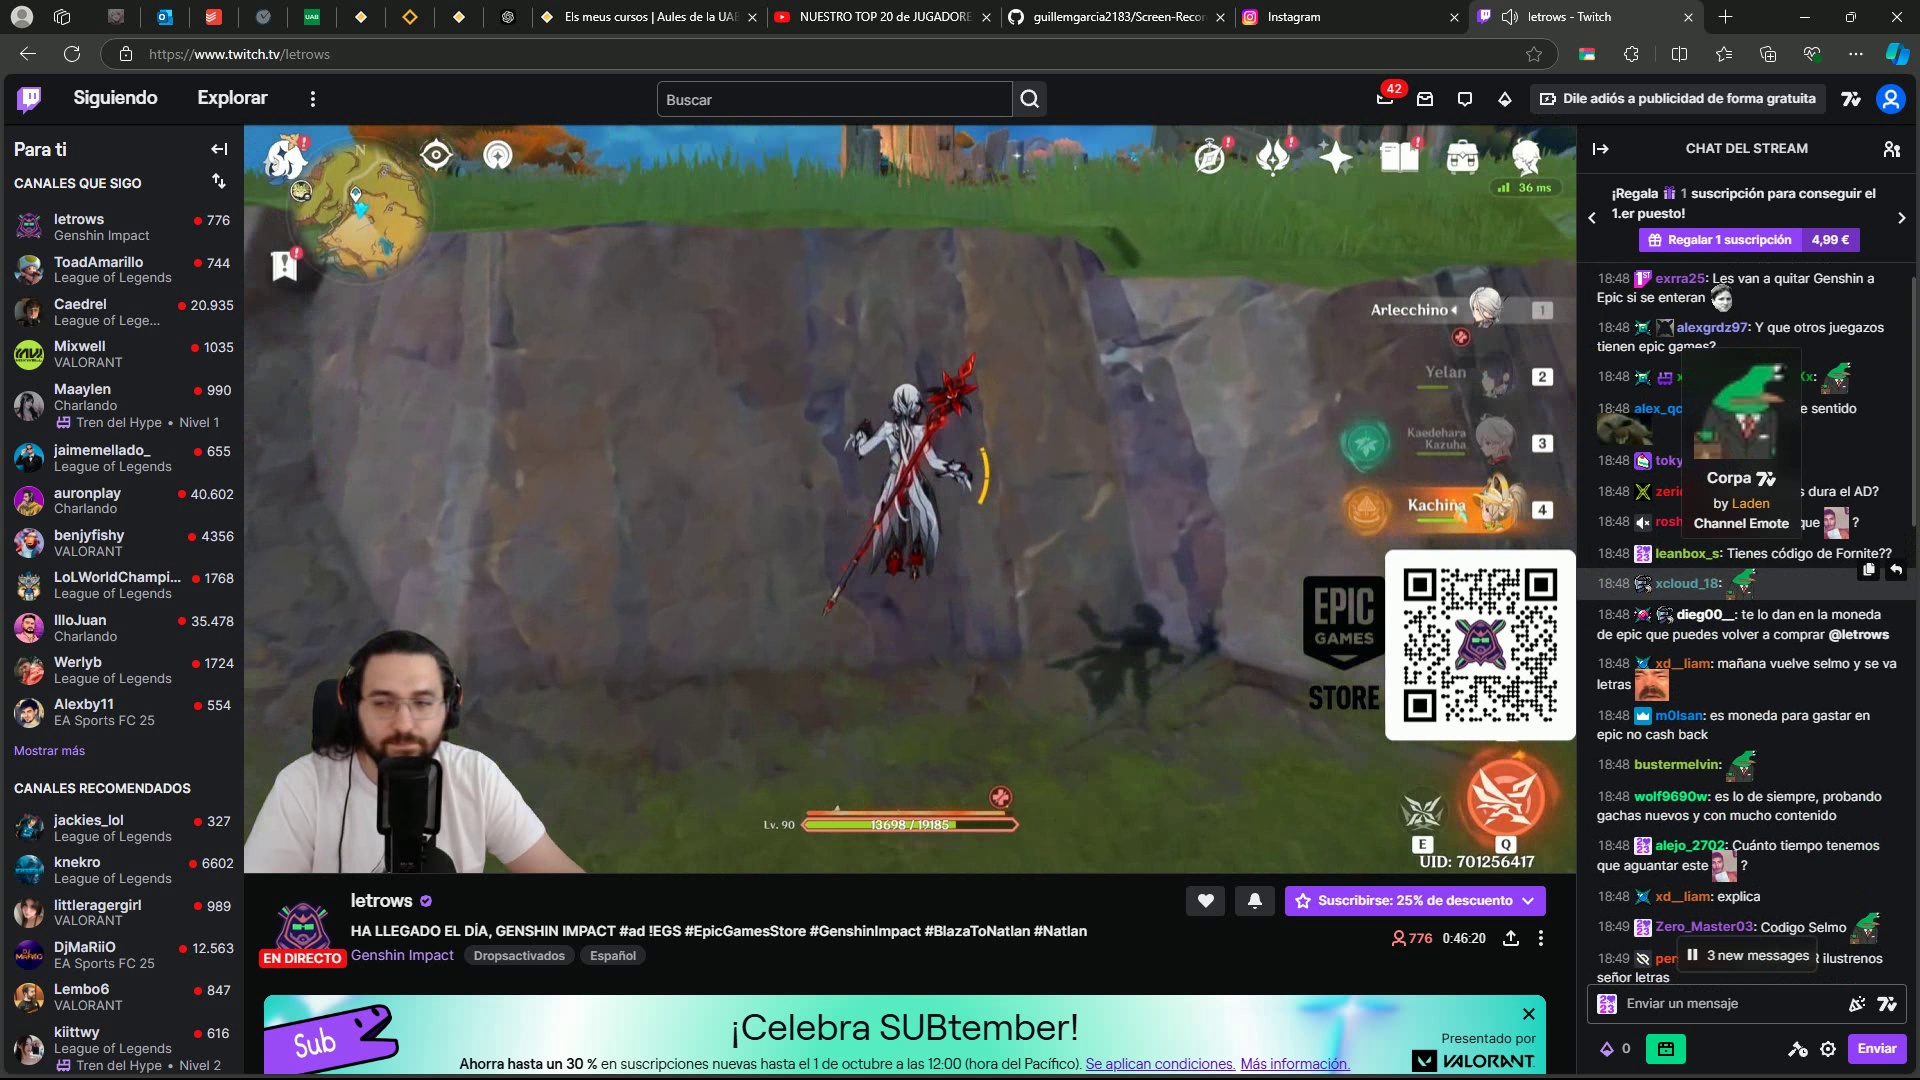 Els meus cursos | Aules de la UAB
NUESTRO TOP 20 de JUGADORE
guillemgarcia2183/Screen-Recor
Instagram
letrows - Twitch
https://www.twitch.tv/letrows
Siguiendo
Explorar
Buscar
42
Dile adiós a publicidad de forma gratuita
Para ti
CANALES QUE SIGO
letrows
776
Genshin Impact
ToadAmarillo
744
League of Legends
Caedrel
20.935
League of Lege...
Mixwell
1035
VALORANT
Maaylen
990
Charlando
Tren del Hype • Nivel 1
jaimemellado_
655
League of Legends
auronplay
40.602
Charlando
benjyfishy
4356
VALORANT
LoLWorldChampi...
1768
League of Legends
IlloJuan
35.478
Charlando
Werlyb
1724
League of Legends
Alexby11
554
EA Sports FC 25
Mostrar más
CANALES RECOMENDADOS
jackies_lol
327
League of Legends
knekro
6602
League of Legends
littleragergirl
989
VALORANT
DjMaRiiO
12.563
EA Sports FC 25
Lembo6
847
VALORANT
kiittwy
616
League of Legends
Tren del Hype • Nivel 2
N
36 ms
Arlecchino
1
Yelan
2
Kaedehara
Kazuha
3
Kachina
4
EPIC
GAMES
STORE
Lv. 90
13698 / 19185
E
Q
UID: 701256417
letrows
HA LLEGADO EL DÍA, GENSHIN IMPACT #ad !EGS #EpicGamesStore #GenshinImpact #BlazaToNatlan #Natlan
EN DIRECTO
Genshin Impact
Dropsactivados
Español
Suscribirse: 25% de descuento
776
0:46:20
Sub
¡Celebra SUBtember!
Ahorra hasta un 30 % en suscripciones nuevas hasta el 1 de octubre a las 12:00 (hora del Pacífico). Se aplican condiciones. Más información.
Presentado por
VALORANT
CHAT DEL STREAM
¡Regala 1 suscripción para conseguir el
1.er puesto!
Regalar 1 suscripción
4,99 €
18:48 exrra25: Les van a quitar Genshin a
Epic si se enteran
18:48 alexgrdz97: Y que otros juegazos
tienen epic games?
18:48
18:48 alex_qc
e sentido
18:48 toky
Corpa
by Laden
Channel Emote
18:48 zeri
s dura el AD?
18:48 rosh
que ?
18:48 leanbox_s: Tienes código de Fornite??
18:48 xcloud_18:
18:48 dieg00__: te lo dan en la moneda
de epic que puedes volver a comprar @letrows
18:48 xd__liam: mañana vuelve selmo y se va
letras
18:48 m0lsan: es moneda para gastar en
epic no cash back
18:48 bustermelvin:
18:48 wolf9690w: es lo de siempre, probando
gachas nuevos y con mucho contenido
18:48 alejo_2702: Cuánto tiempo tenemos
que aguantar este ?
18:48 xd__liam: explica
18:49 Zero_Master03: Codigo Selmo
18:49 per
ilustrenos
señor letras
3 new messages
Enviar un mensaje
0
Enviar